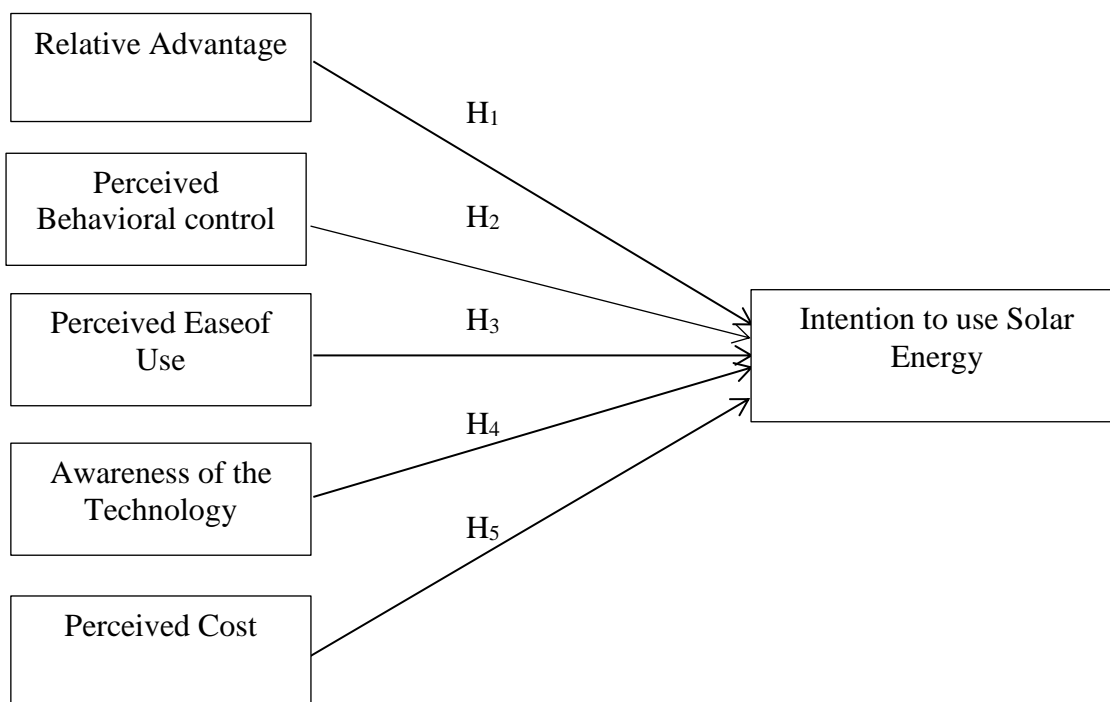 Relative Advantage
H₁
Perceived
Behavioral control
H₂
Perceived Easeof
Use
H₃
Intention to use Solar
Energy
Awareness of the
Technology
H₄
Perceived Cost
H₅